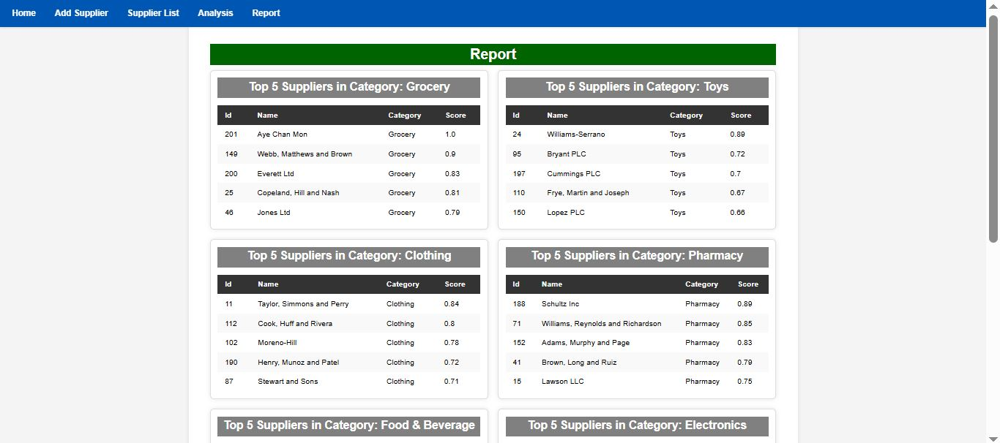 Home Add Supplier Supplier List Analysis Report
Report
Top 5 Suppliers in Category: Grocery
Id Name Category Score
201 Aye Chan Mon Grocery 1.0
149 Webb, Matthews and Brown Grocery 0.9
200 Everett Ltd Grocery 0.83
25 Copeland, Hill and Nash Grocery 0.81
46 Jones Ltd Grocery 0.79
Top 5 Suppliers in Category: Toys
Id Name Category Score
24 Williams-Serrano Toys 0.89
95 Bryant PLC Toys 0.72
197 Cummings PLC Toys 0.7
110 Frye, Martin and Joseph Toys 0.67
150 Lopez PLC Toys 0.66
Top 5 Suppliers in Category: Clothing
Id Name Category Score
11 Taylor, Simmons and Perry Clothing 0.84
112 Cook, Huff and Rivera Clothing 0.8
102 Moreno-Hill Clothing 0.78
190 Henry, Munoz and Patel Clothing 0.72
87 Stewart and Sons Clothing 0.71
Top 5 Suppliers in Category: Pharmacy
Id Name Category Score
188 Schultz Inc Pharmacy 0.89
71 Williams, Reynolds and Richardson Pharmacy 0.85
152 Adams, Murphy and Page Pharmacy 0.83
41 Brown, Long and Ruiz Pharmacy 0.79
15 Lawson LLC Pharmacy 0.75
Top 5 Suppliers in Category: Food & Beverage
Top 5 Suppliers in Category: Electronics